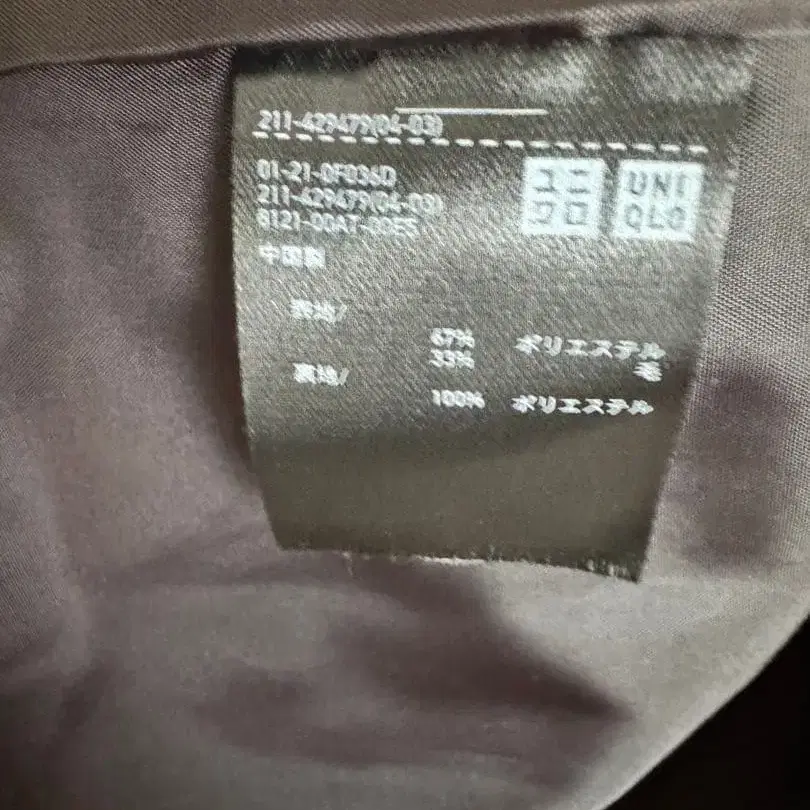 211-429479(04-03)
ユニ
クロ
UNI
QLO
01-21-0F036D
211-429479(04-03)
中国製
表地/
67% ポリエステル
33% 毛
裏地/
100% ポリエステル